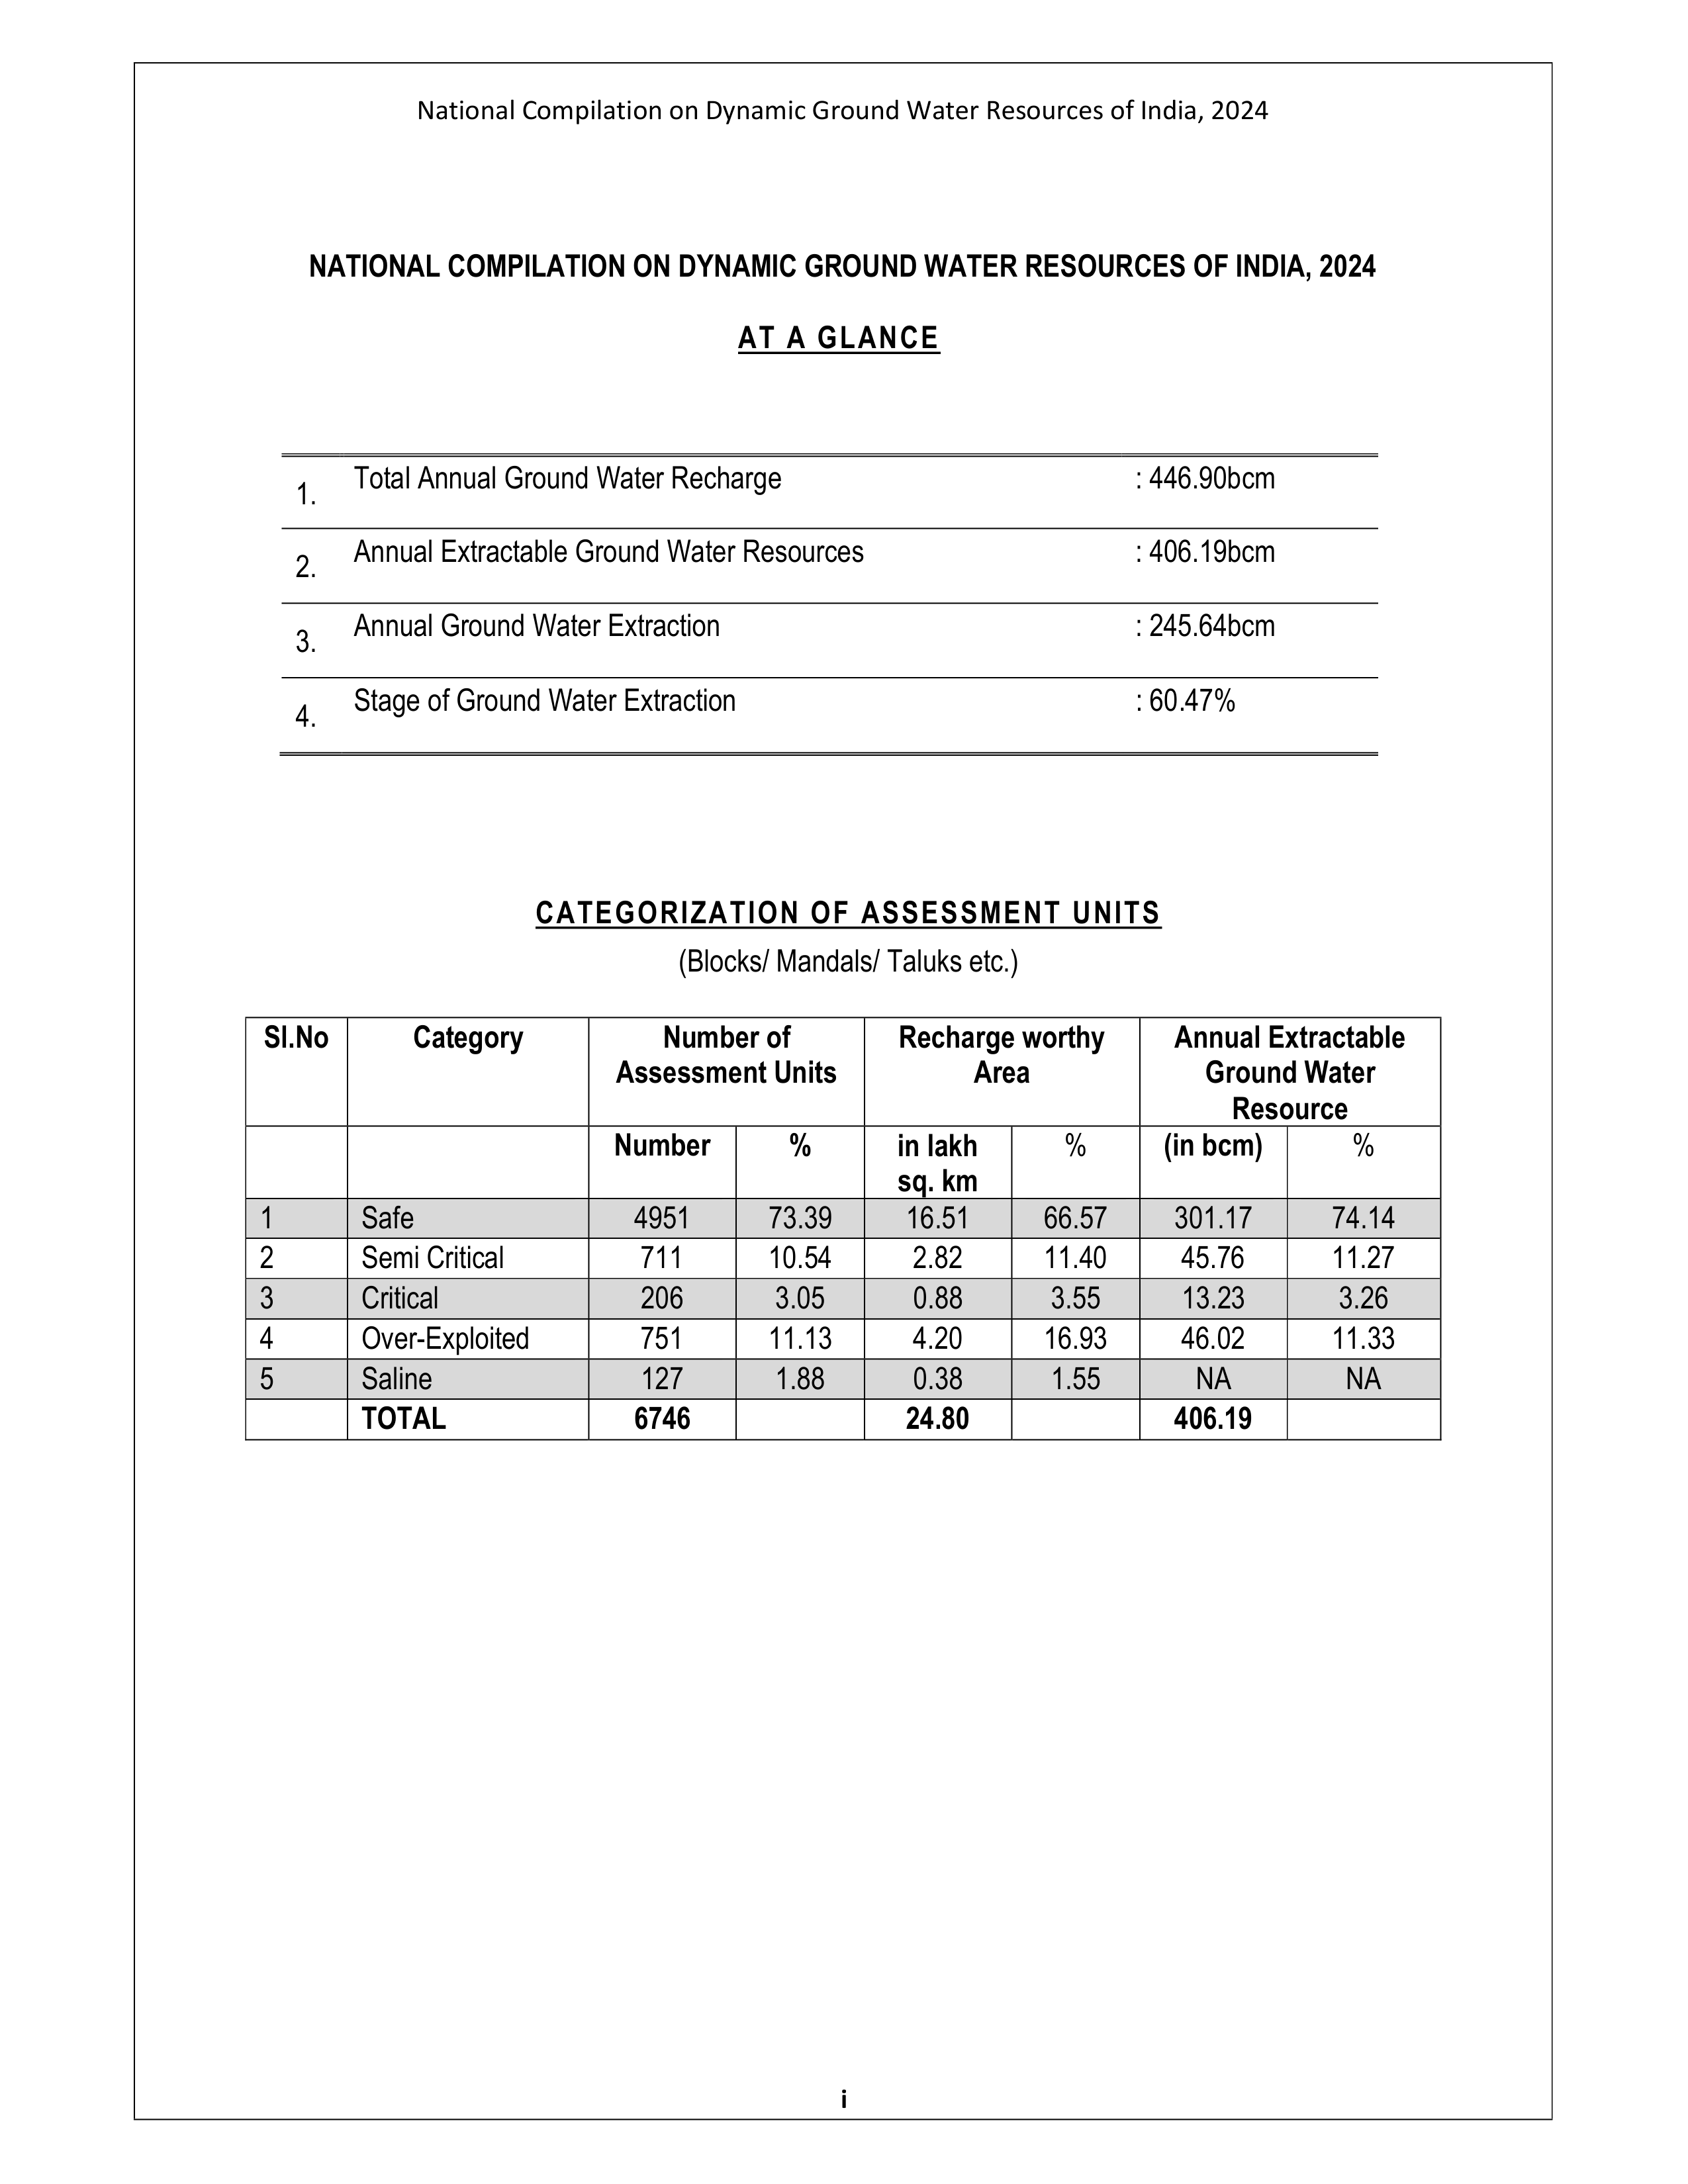 National Compilation on Dynamic Ground Water Resources of India, 2024
NATIONAL COMPILATION ON DYNAMIC GROUND WATER RESOURCES OF INDIA, 2024
AT A GLANCE
1. Total Annual Ground Water Recharge : 446.90bcm
2. Annual Extractable Ground Water Resources : 406.19bcm
3. Annual Ground Water Extraction : 245.64bcm
4. Stage of Ground Water Extraction : 60.47%
CATEGORIZATION OF ASSESSMENT UNITS
(Blocks/ Mandals/ Taluks etc.)
Sl.No Category Number of Recharge worthy Annual Extractable
Assessment Units Area Ground Water
Resource
Number % in lakh % (in bcm) %
sq. km
1 Safe 4951 73.39 16.51 66.57 301.17 74.14
2 Semi Critical 711 10.54 2.82 11.40 45.76 11.27
3 Critical 206 3.05 0.88 3.55 13.23 3.26
4 Over-Exploited 751 11.13 4.20 16.93 46.02 11.33
5 Saline 127 1.88 0.38 1.55 NA NA
TOTAL 6746 24.80 406.19
i